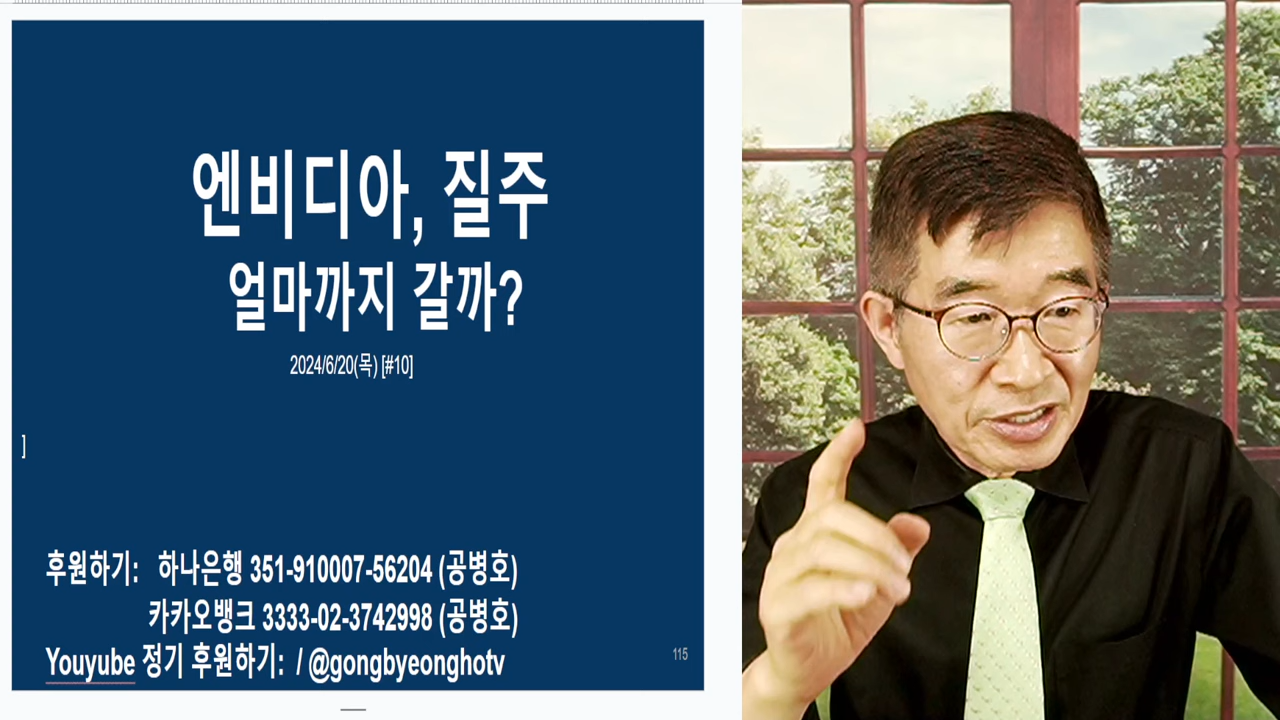 엔비디아, 질주
얼마까지 갈까?
2024/6/20(목) [#10]
]
후원하기: 하나은행 351-910007-56204 (공병호)
카카오뱅크 3333-02-3742998 (공병호)
Youyube 정기 후원하기: / @gongbyeonghotv
115